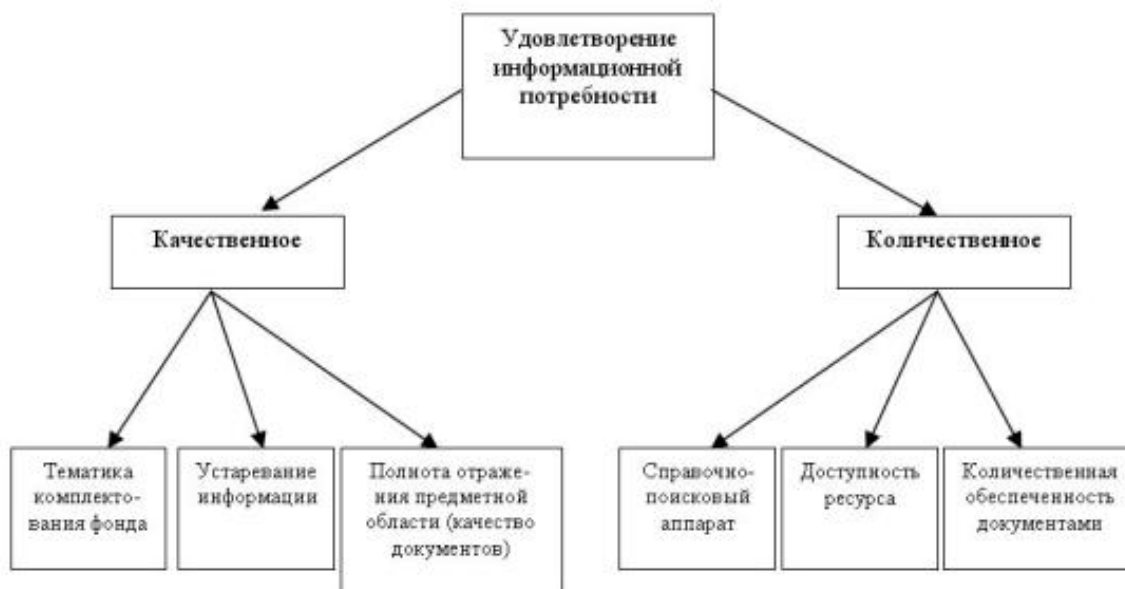 Удовлетворение
информационной
потребности
Качественное
Количественное
Тематика
комплекто-
вания фонда
Устаревание
информации
Полнота отраже-
ния предметной
области (качество
документов)
Справочно-
поисковый
аппарат
Доступность
ресурса
Количественная
обеспеченность
документами